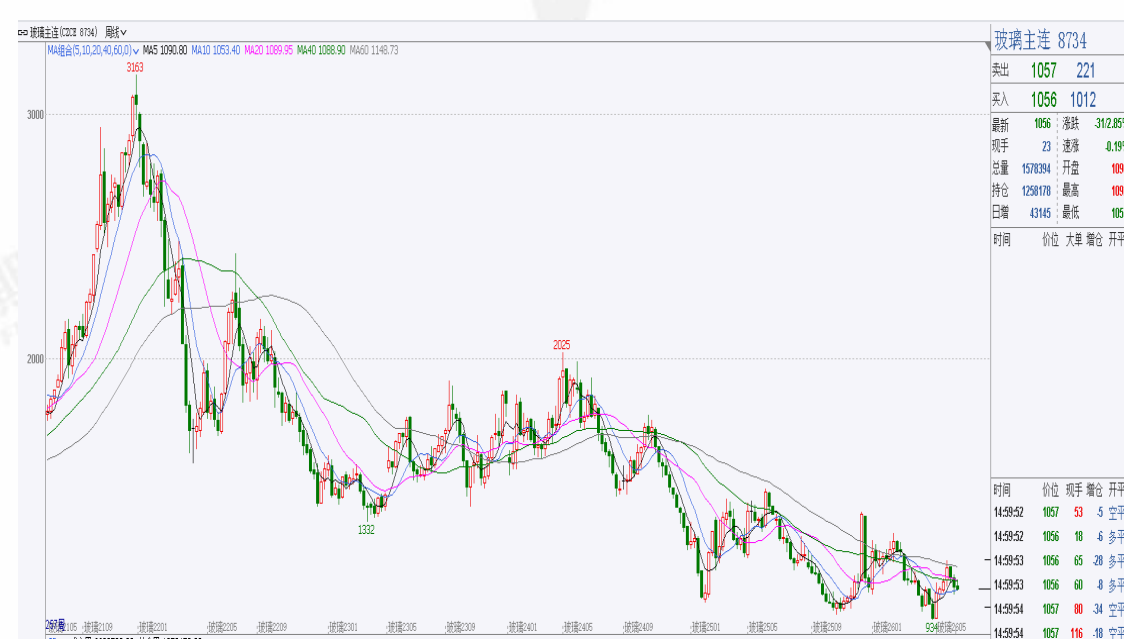 玻璃主连(CZCE 8734) 周线
MA组合(5,10,20,40,60,0) MA5 1090.80 MA10 1053.40 MA20 1089.95 MA40 1088.90 MA60 1148.73
3163
3000
2025
2000
1332
934
267周
玻璃2109 玻璃2201 玻璃2205 玻璃2209 玻璃2301 玻璃2305 玻璃2309 玻璃2401 玻璃2405 玻璃2409 玻璃2501 玻璃2505 玻璃2509 玻璃2601 玻璃2605
玻璃主连 8734
卖出 1057 221
买入 1056 1012
最新 1056 涨跌 -31/2.85
现手 23 速涨 -0.19
总量 1578394 开盘 109
持仓 1258178 最高 109
日增 43145 最低 105
时间 价位 大单 增仓 开平
时间 价位 现手 增仓 开平
14:59:52 1057 53 -5 空平
14:59:52 1056 18 -6 多平
14:59:53 1056 65 -28 多平
14:59:53 1056 60 -8 多平
14:59:54 1057 80 -34 空平
14:59:54 1057 116 -18 空平